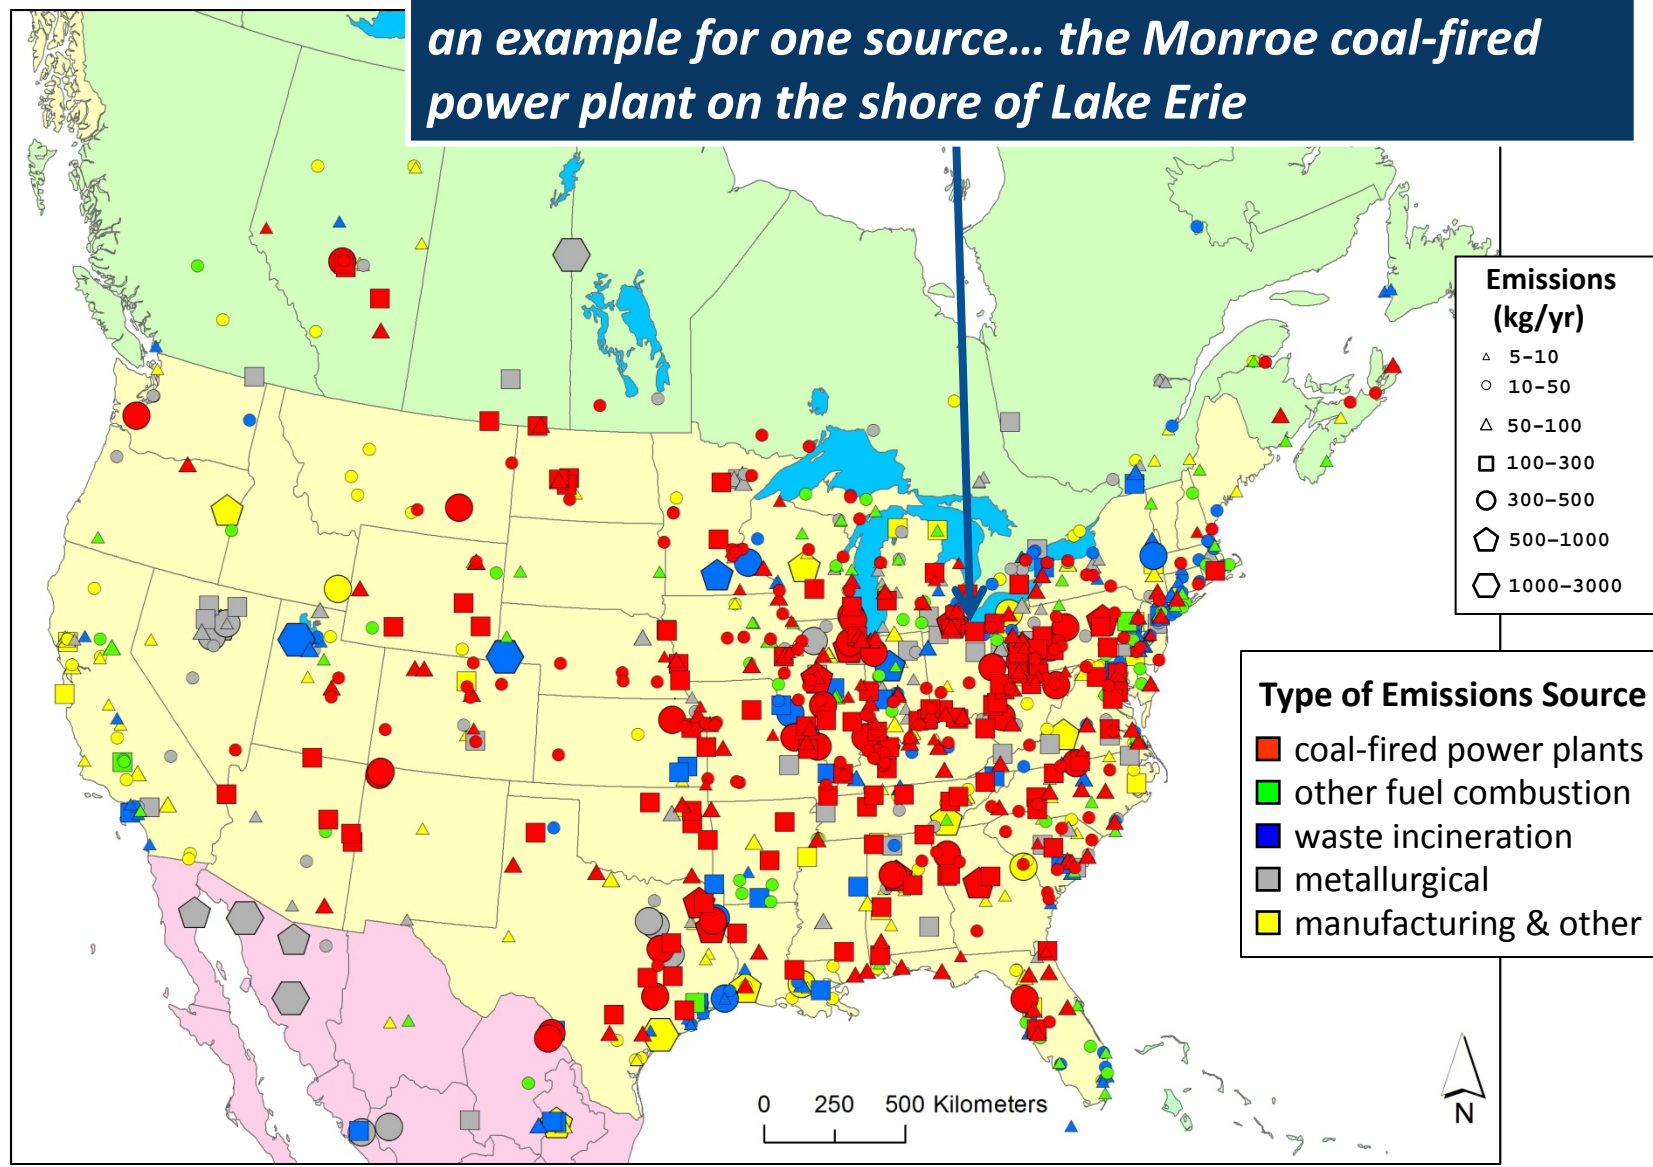 an example for one source... the Monroe coal-fired
power plant on the shore of Lake Erie
Emissions
(kg/yr)
5-10
10-50
50-100
100-300
300-500
500-1000
1000-3000
Type of Emissions Source
coal-fired power plants
other fuel combustion
waste incineration
metallurgical
manufacturing & other
0 250 500 Kilometers
N